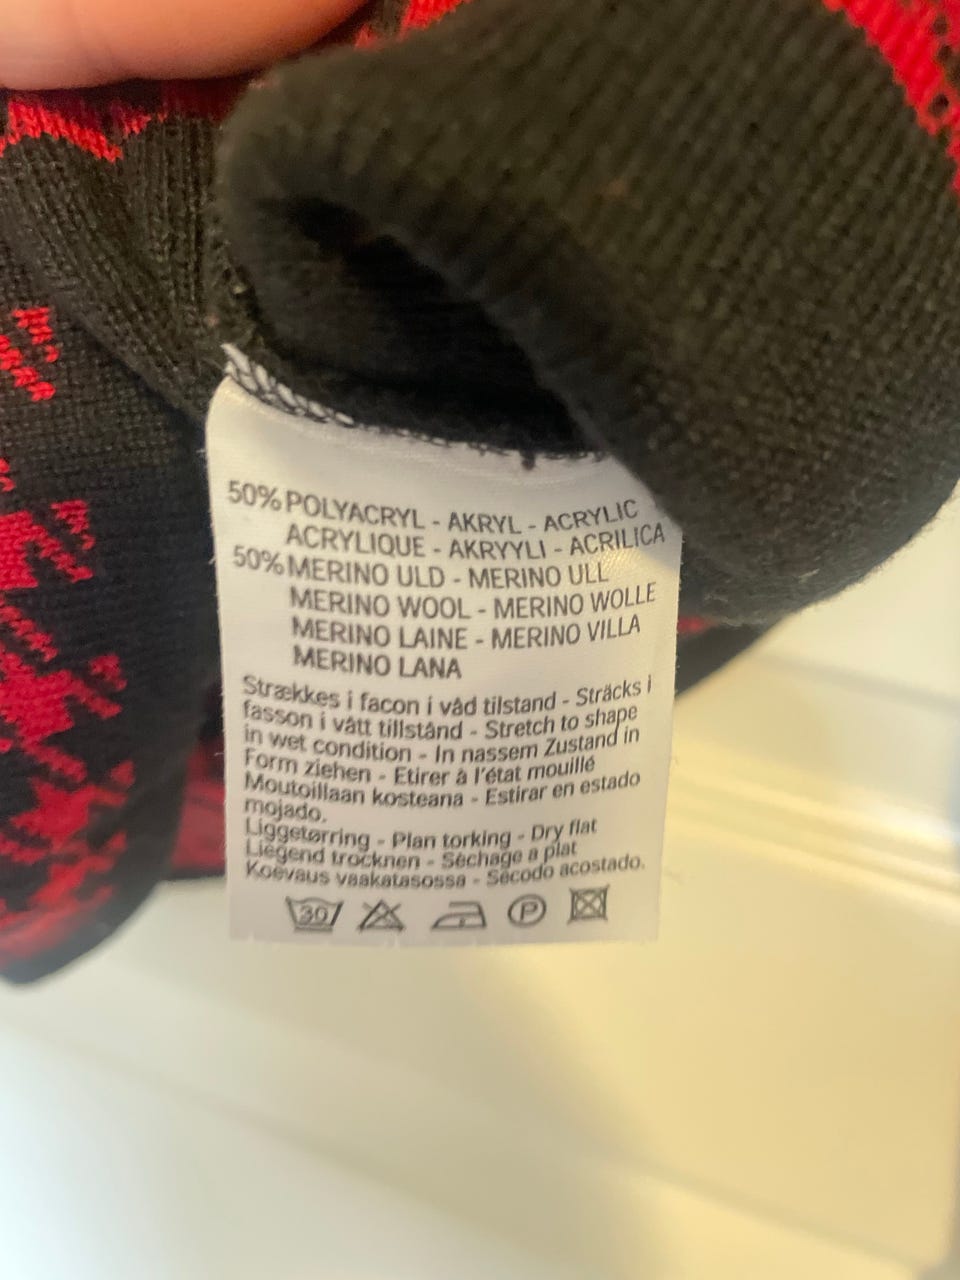 50% POLYACRYL - AKRYL - ACRYLIC
ACRYLIQUE - AKRYYLI - ACRILICA
50% MERINO ULD - MERINO ULL
MERINO WOOL - MERINO WOLLE
MERINO LAINE - MERINO VILLA
MERINO LANA
Strækkes i facon i våd tilstand - Sträcks i
fasson i vått tillstånd - Stretch to shape
in wet condition - In nassem Zustand in
Form ziehen - Etirer à l'état mouillé
Moutoillaan kosteana - Estirar en estado
mojado.
Liggetørring - Plan torking - Dry flat
Liegend trocknen - Séchage a plat
Koévaus vaakatasossa - Sécodo acostado.
30 P